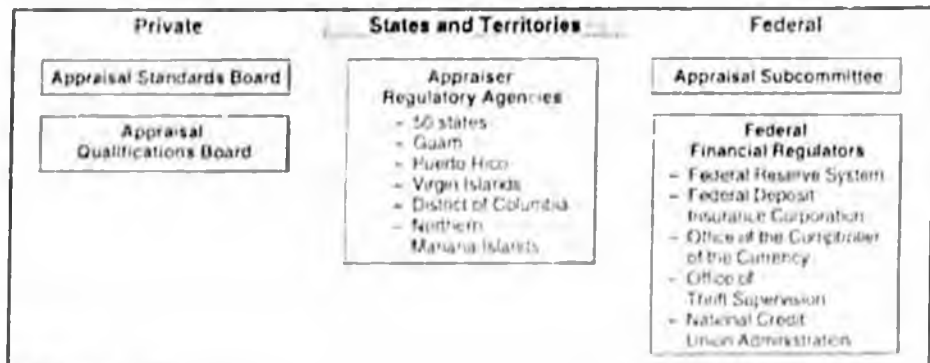 Private
Appraisal Standards Board
Appraisal
Qualifications Board
States and Territories
Appraiser
Regulatory Agencies
– 50 states
– Guam
– Puerto Rico
– Virgin Islands
– District of Columbia
– Northern
Mariana Islands
Federal
Appraisal Subcommittee
Federal
Financial Regulators
– Federal Reserve System
– Federal Deposit
Insurance Corporation
– Office of the Comptroller
of the Currency
– Office of
Thrift Supervision
– National Credit
Union Administration